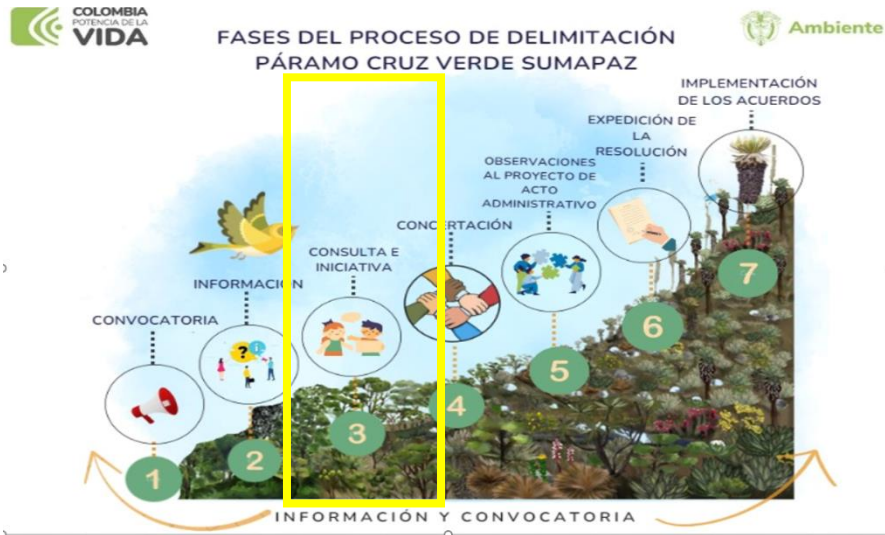 COLOMBIA
POTENCIA DE LA
VIDA
Ambiente
FASES DEL PROCESO DE DELIMITACIÓN
PÁRAMO CRUZ VERDE SUMAPAZ
CONVOCATORIA
1
INFORMACIÓN
? i
2
CONSULTA E
INICIATIVA
3
CONCERTACIÓN
4
OBSERVACIONES
AL PROYECTO DE
ACTO
ADMINISTRATIVO
5
EXPEDICIÓN DE
LA
RESOLUCIÓN
6
IMPLEMENTACIÓN
DE LOS ACUERDOS
7
INFORMACIÓN Y CONVOCATORIA